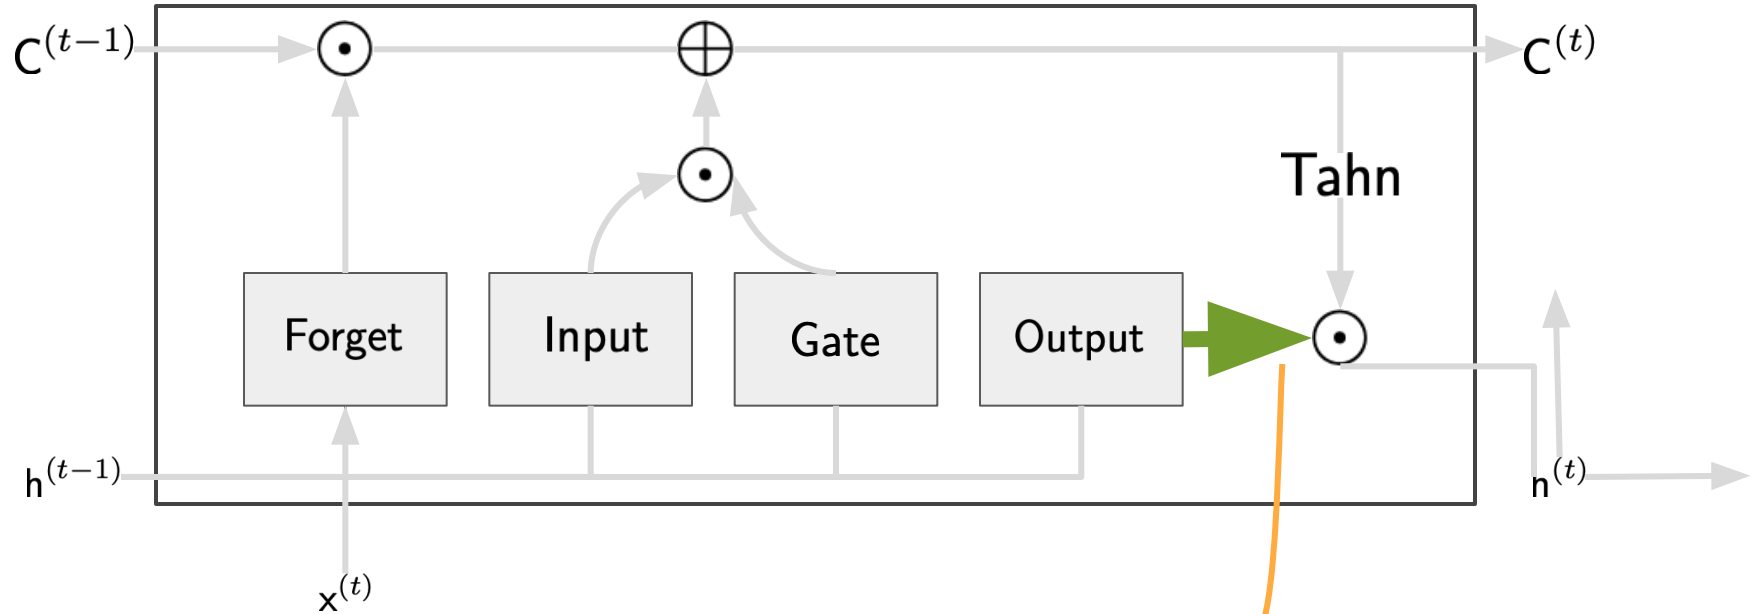 C^(t−1)
C^(t)
Tahn
Forget
Input
Gate
Output
h^(t−1)
h^(t)
x^(t)